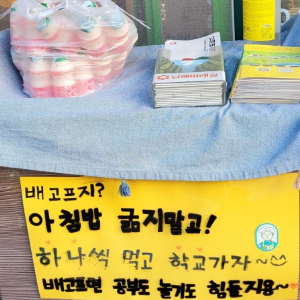 배고프지?
아침밥 굶지말고!
하나씩 먹고 학교가자~
배고프면 공부도 놀기도 힘들지용~